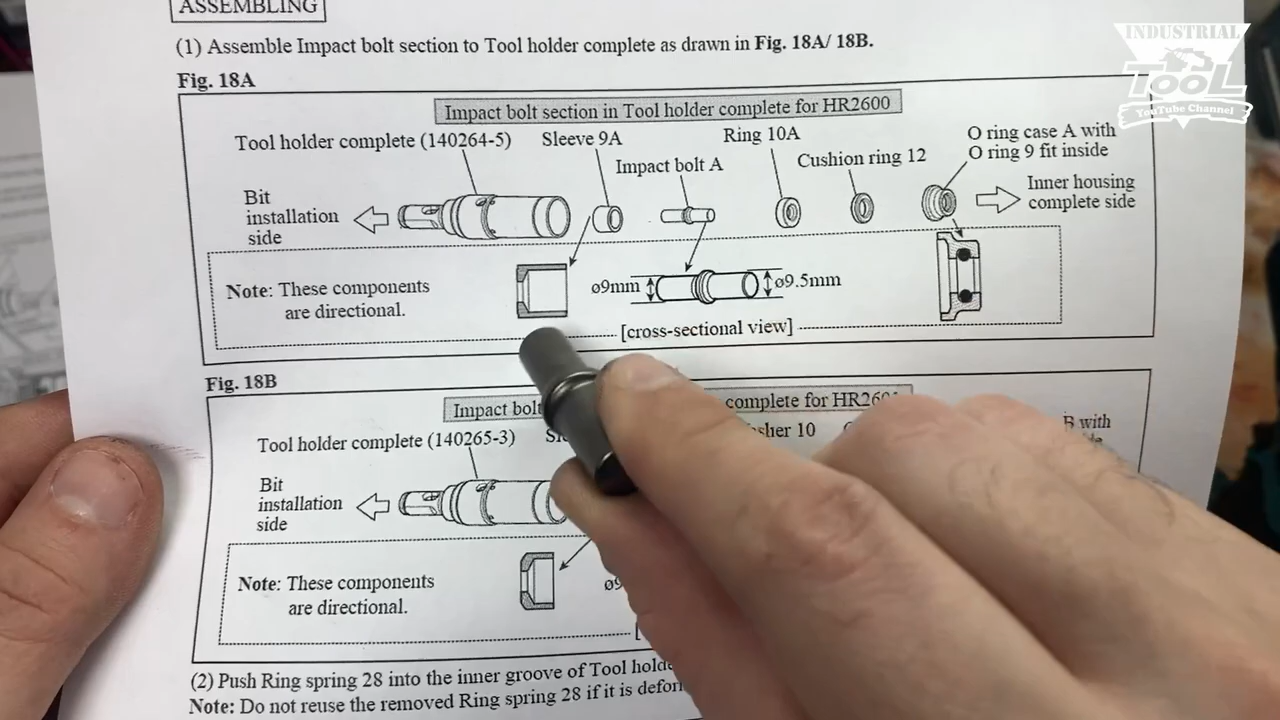 ASSEMBLING
(1) Assemble Impact bolt section to Tool holder complete as drawn in Fig. 18A/ 18B.
Fig. 18A
Impact bolt section in Tool holder complete for HR2600
Tool holder complete (140264-5)
Sleeve 9A
Impact bolt A
Ring 10A
Cushion ring 12
O ring case A with
O ring 9 fit inside
Bit
installation
side
Inner housing
complete side
Note: These components
are directional.
ø9mm
ø9.5mm
[cross-sectional view]
Fig. 18B
Impact bolt
complete for
Tool holder complete (140265-3)
10
with
Bit
installation
side
Note: These components
are directional.
(2) Push Ring spring 28 into the inner groove of Tool
Note: Do not reuse the removed Ring spring 28 if it is
INDUSTRIAL
TOOL
YouTube Channel